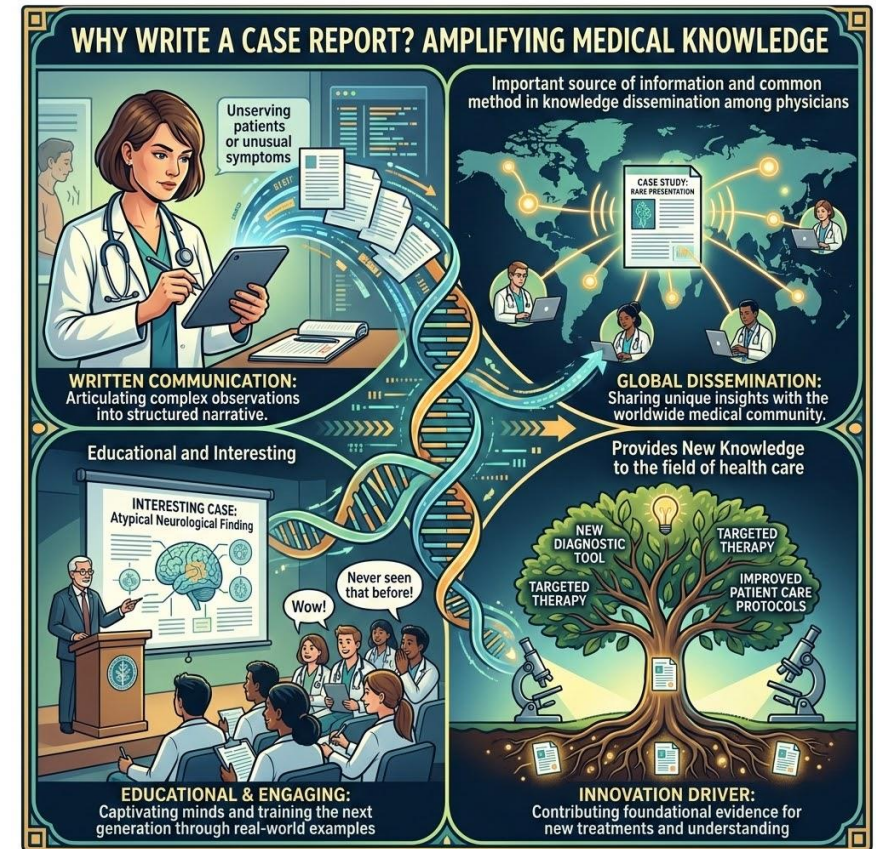 WHY WRITE A CASE REPORT? AMPLIFYING MEDICAL KNOWLEDGE
Unserving
patients
or unusual
symptoms
WRITTEN COMMUNICATION:
Articulating complex observations
into structured narrative.
Important source of information and common
method in knowledge dissemination among physicians
CASE STUDY:
RARE PRESENTATION
GLOBAL DISSEMINATION:
Sharing unique insights with the
worldwide medical community.
Educational and Interesting
INTERESTING CASE:
Atypical Neurological Finding
Wow!
Never seen
that before!
EDUCATIONAL & ENGAGING:
Captivating minds and training the next
generation through real-world examples
Provides New Knowledge
to the field of health care
NEW
DIAGNOSTIC
TOOL
TARGETED
THERAPY
TARGETED
THERAPY
IMPROVED
PATIENT CARE
PROTOCOLS
INNOVATION DRIVER:
Contributing foundational evidence for
new treatments and understanding